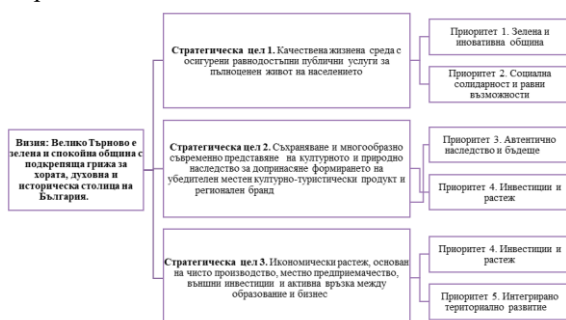 Визия: Велико Търново е
зелена и спокойна община с
подкрепяща грижа за
хората, духовна и
историческа столица на
България.
Стратегическа цел 1. Качествена жизнена среда с
осигурени равнодостъпни публични услуги за
пълноценен живот на населението
Приоритет 1. Зелена и
иновативна община
Приоритет 2. Социална
солидарност и равни
възможности
Стратегическа цел 2. Съхраняване и многообразно
съвременно представяне на културното и природно
наследство за допринасяне формирането на
убедителен местен културно-туристически продукт и
регионален бранд
Приоритет 3. Автентично
наследство и бъдеще
Приоритет 4. Инвестиции и
растеж
Стратегическа цел 3. Икономически растеж, основан
на чисто производство, местно предприемачество,
външни инвестиции и активна връзка между
образование и бизнес
Приоритет 4. Инвестиции и
растеж
Приоритет 5. Интегрирано
териториално развитие